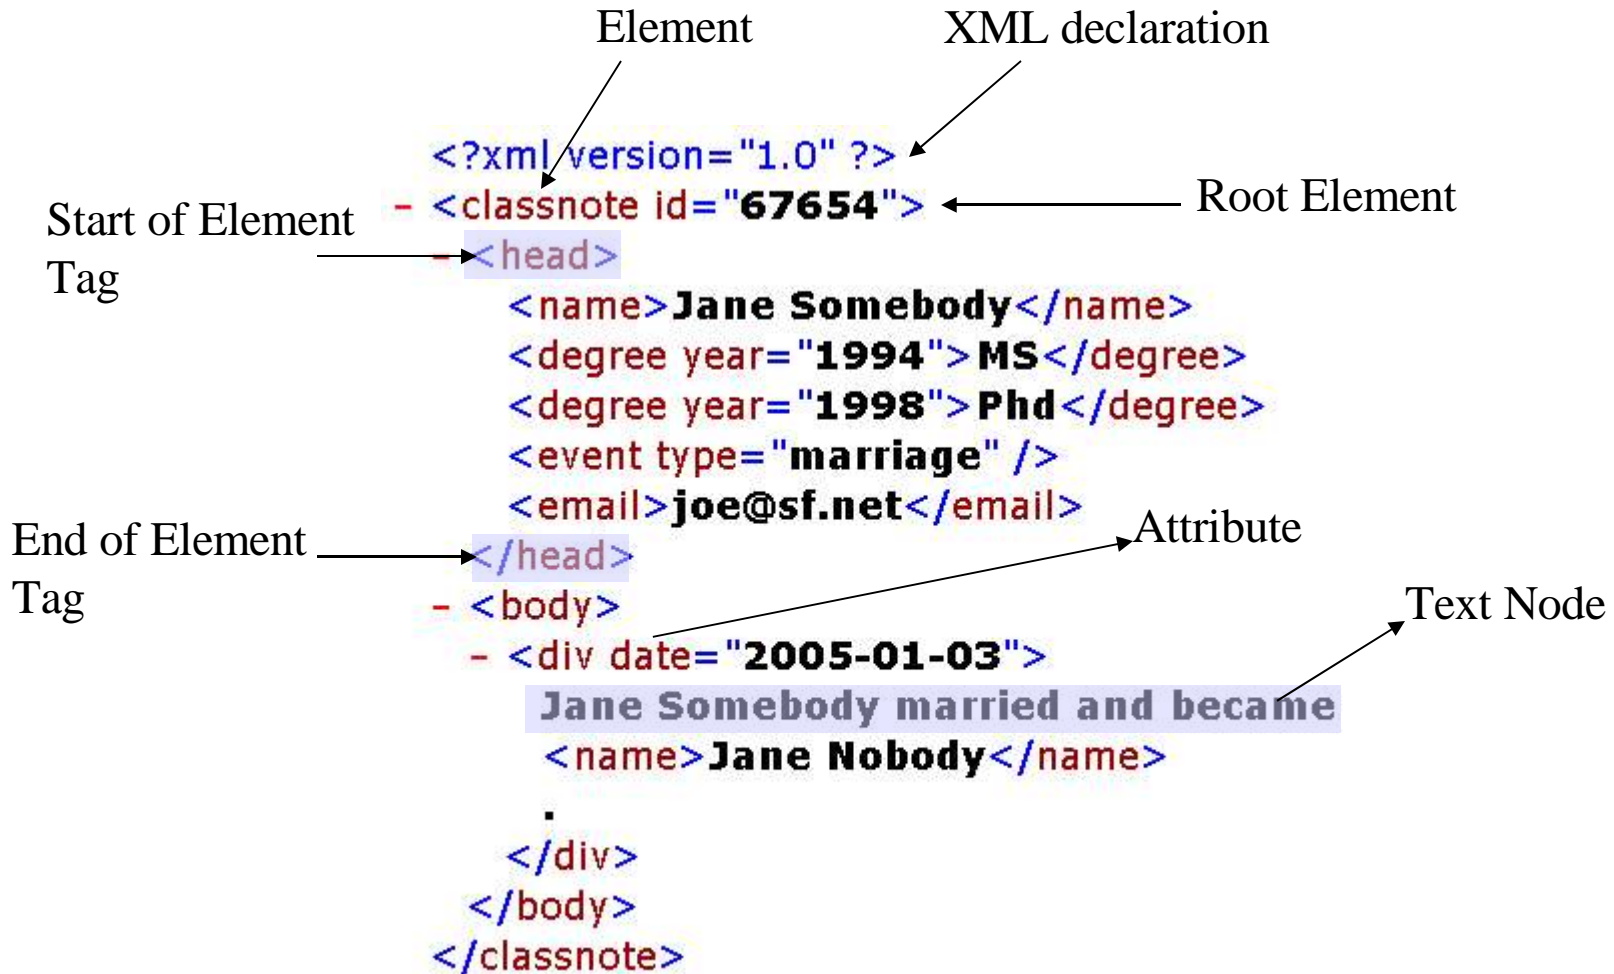 Element
XML declaration
<?xml version="1.0" ?>
- <classnote id="67654">
Root Element
Start of Element
Tag
- <head>
<name>Jane Somebody</name>
<degree year="1994">MS</degree>
<degree year="1998">Phd</degree>
<event type="marriage" />
<email>joe@sf.net</email>
Attribute
End of Element
Tag
</head>
- <body>
Text Node
- <div date="2005-01-03">
Jane Somebody married and became
<name>Jane Nobody</name>
.
</div>
</body>
</classnote>